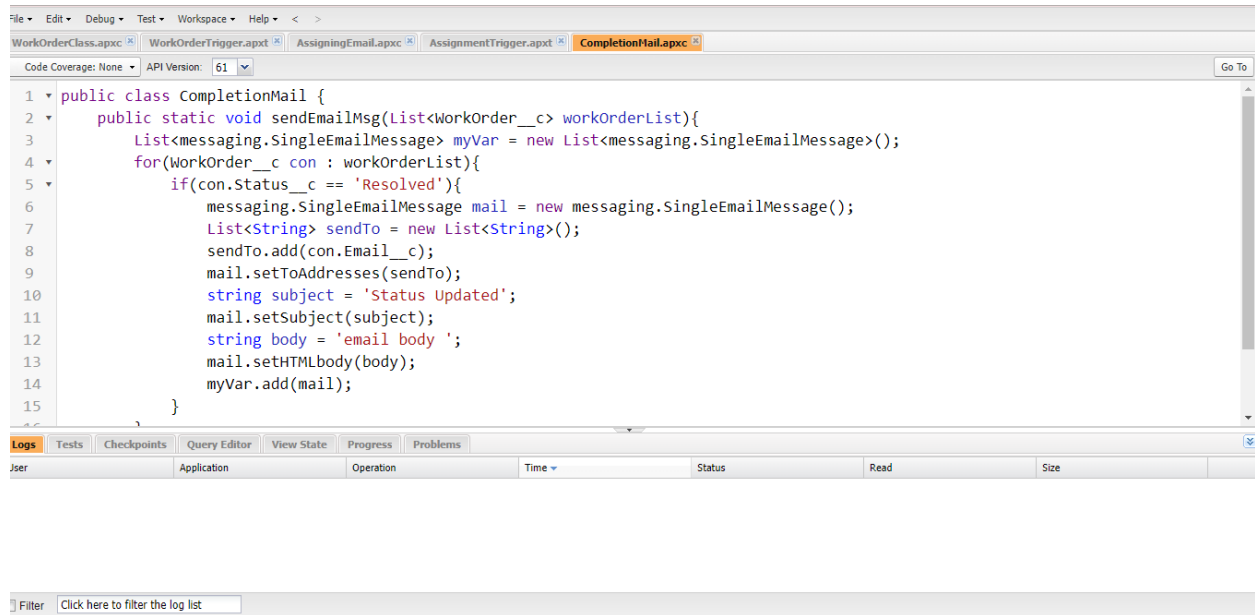 File Edit Debug Test Workspace Help < >
WorkOrderClass.apxc WorkOrderTrigger.apxt AssigningEmail.apxc AssignmentTrigger.apxt CompletionMail.apxc
Code Coverage: None API Version: 61 Go To
1 public class CompletionMail {
2 public static void sendEmailMsg(List<WorkOrder__c> workOrderList){
3 List<messaging.SingleEmailMessage> myVar = new List<messaging.SingleEmailMessage>();
4 for(WorkOrder__c con : workOrderList){
5 if(con.Status__c == 'Resolved'){
6 messaging.SingleEmailMessage mail = new messaging.SingleEmailMessage();
7 List<String> sendTo = new List<String>();
8 sendTo.add(con.Email__c);
9 mail.setToAddresses(sendTo);
10 string subject = 'Status Updated';
11 mail.setSubject(subject);
12 string body = 'email body ';
13 mail.setHTMLbody(body);
14 myVar.add(mail);
15 }
16 }
Logs Tests Checkpoints Query Editor View State Progress Problems
User Application Operation Time Status Read Size
Filter Click here to filter the log list